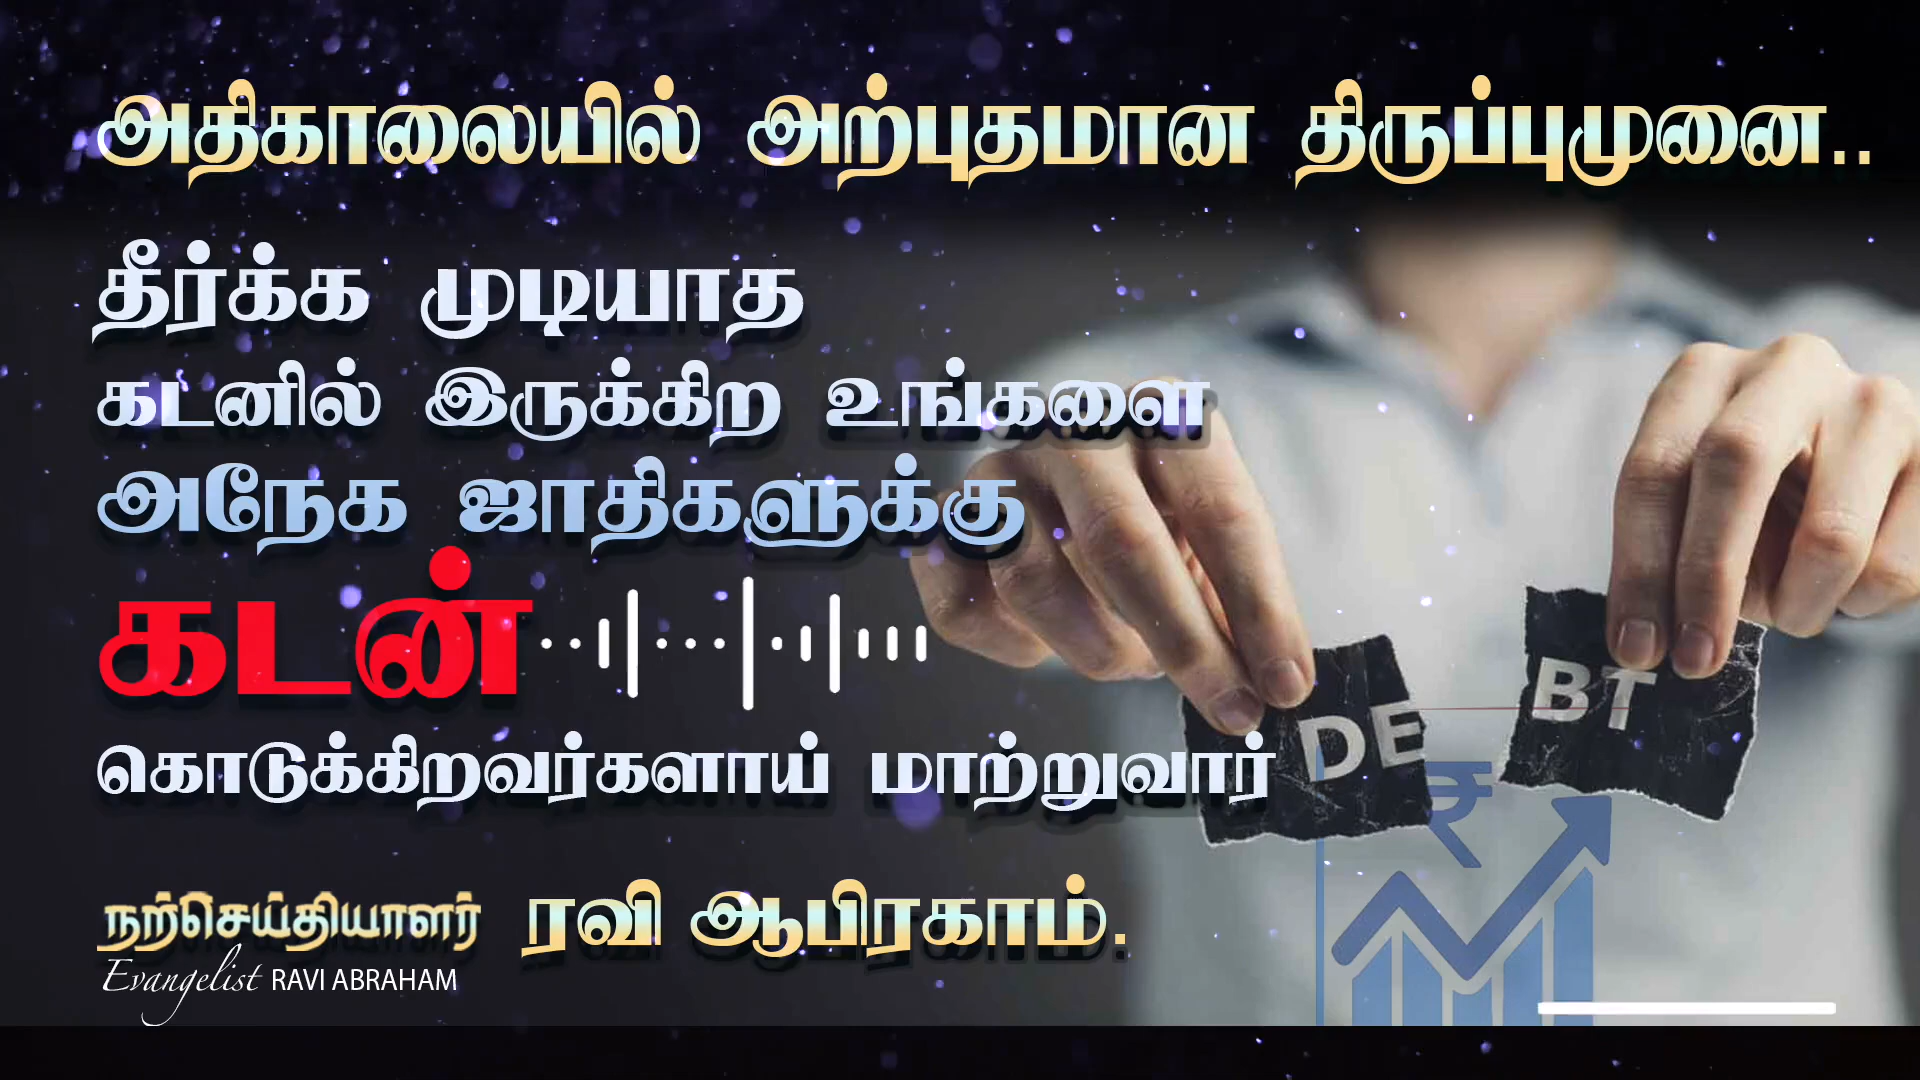 அதிகாலையில் அற்புதமான திருப்புமுனை..
தீர்க்க முடியாத
கடனில் இருக்கிற உங்களை
அநேக ஜாதிகளுக்கு
கடன்
கொடுக்கிறவர்களாய் மாற்றுவார்
DE BT
₹
நற்செய்தியாளர் ரவி ஆபிரகாம்.
Evangelist RAVI ABRAHAM